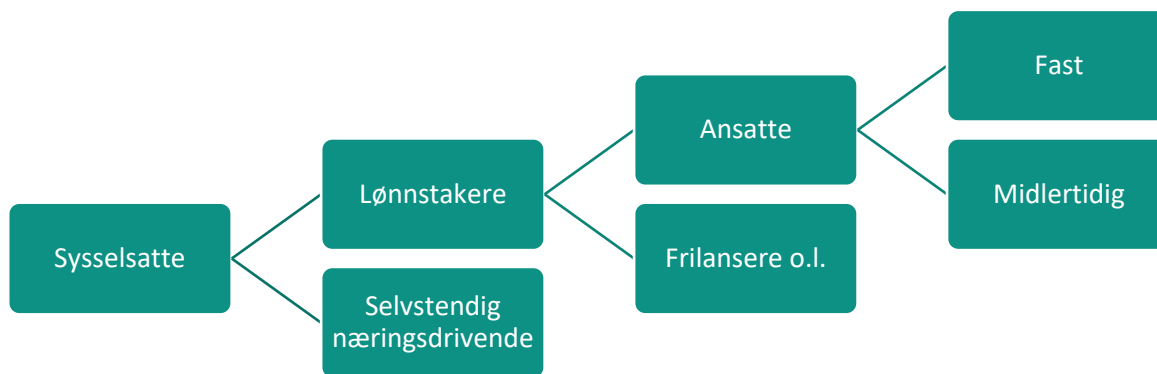 Fast
Ansatte
Midlertidig
Lønnstakere
Sysselsatte
Frilansere o.l.
Selvstendig
næringsdrivende